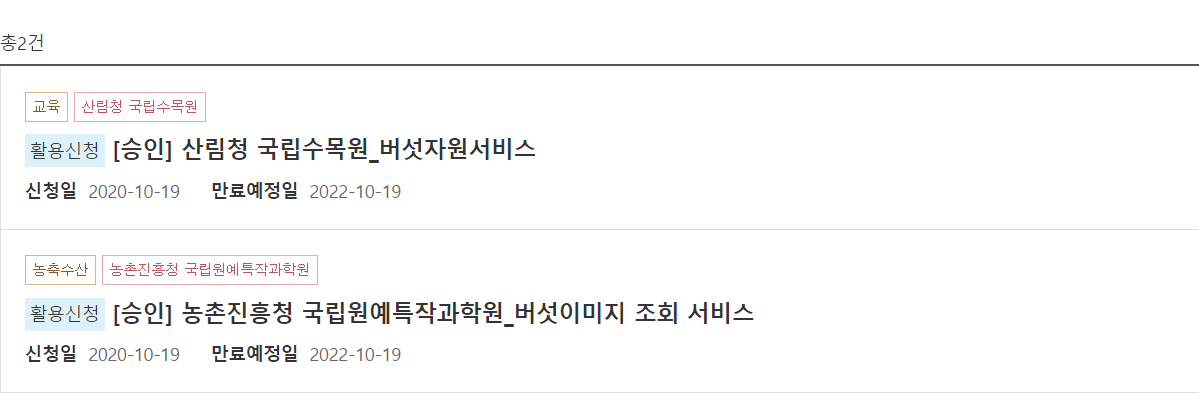 총2건
교육 산림청 국립수목원
활용신청 [승인] 산림청 국립수목원_버섯자원서비스
신청일 2020-10-19 만료예정일 2022-10-19
농축수산 농촌진흥청 국립원예특작과학원
활용신청 [승인] 농촌진흥청 국립원예특작과학원_버섯이미지 조회 서비스
신청일 2020-10-19 만료예정일 2022-10-19